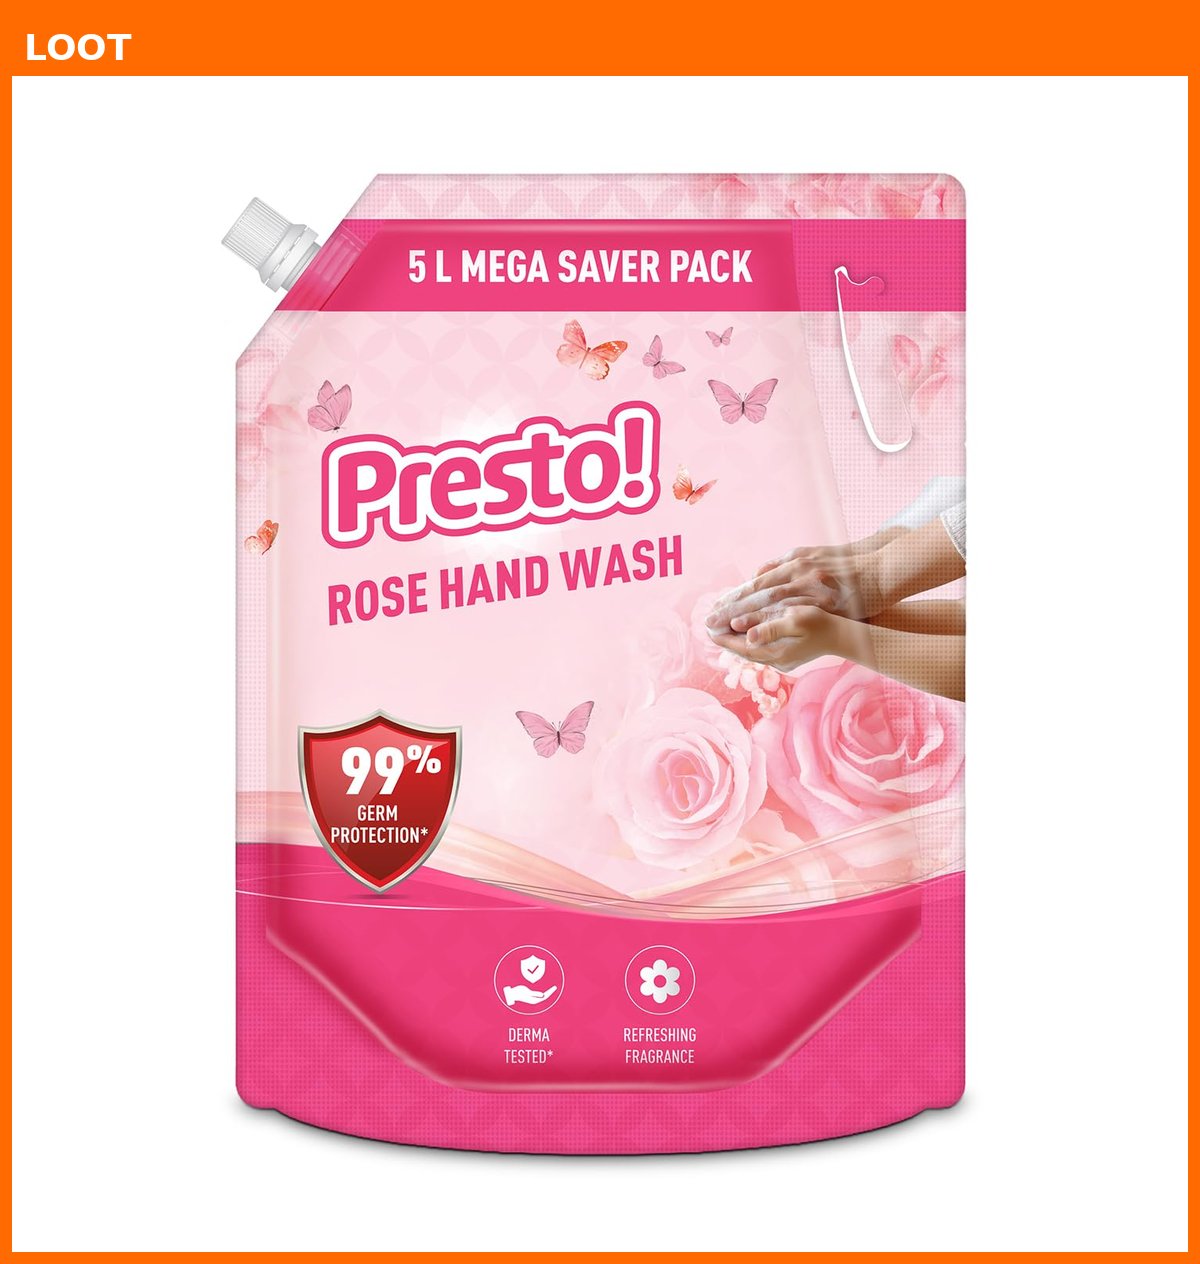 LOOT
5 L MEGA SAVER PACK
Presto!
ROSE HAND WASH
99%
GERM
PROTECTION*
DERMA
TESTED*
REFRESHING
FRAGRANCE